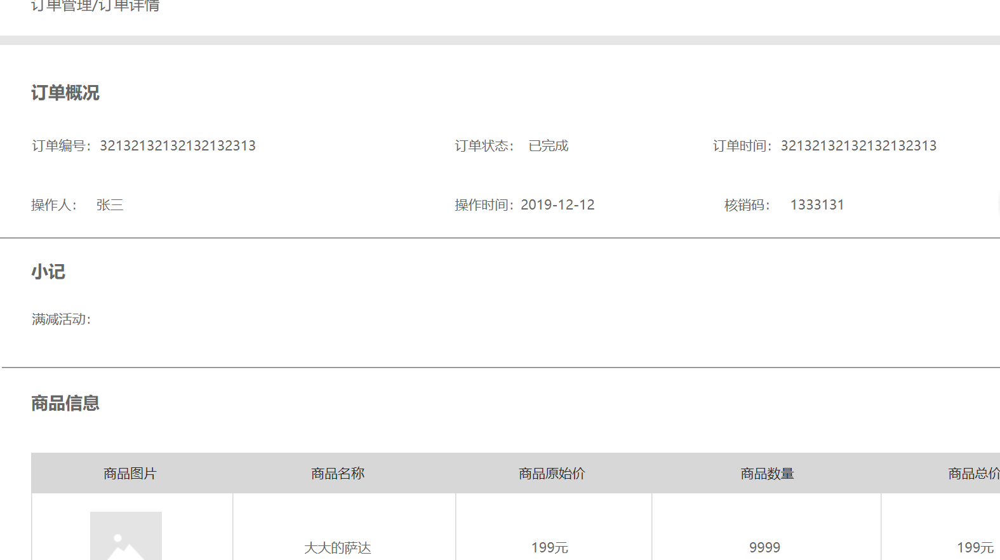 订单管理/订单详情
订单概况
订单编号：32132132132132132313 订单状态： 已完成 订单时间：32132132132132132313
操作人： 张三 操作时间：2019-12-12 核销码： 1333131
小记
满减活动：
商品信息
商品图片 商品名称 商品原始价 商品数量 商品总价
大大的萨达 199元 9999 199元